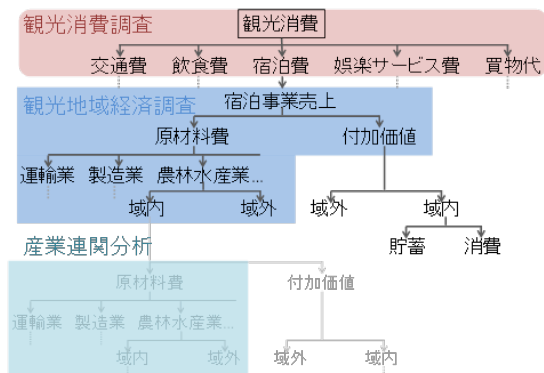 観光消費調査
観光消費
交通費 飲食費 宿泊費 娯楽サービス費 買物代
観光地域経済調査
宿泊事業売上
原材料費 付加価値
運輸業 製造業 農林水産業...
域内 域外 域外 域内
貯蓄 消費
産業連関分析
原材料費 付加価値
運輸業 製造業 農林水産業...
域内 域外 域外 域内